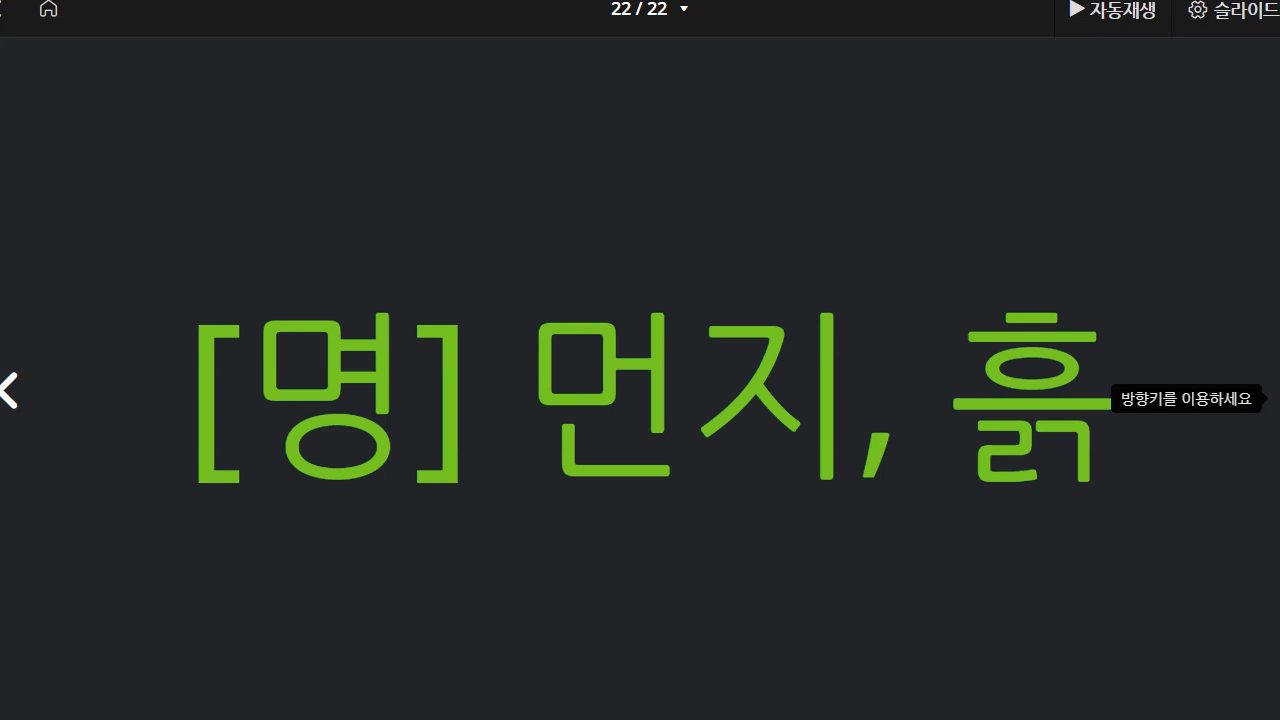 22 / 22
자동재생
슬라이드
[명] 먼지, 흙
방향키를 이용하세요